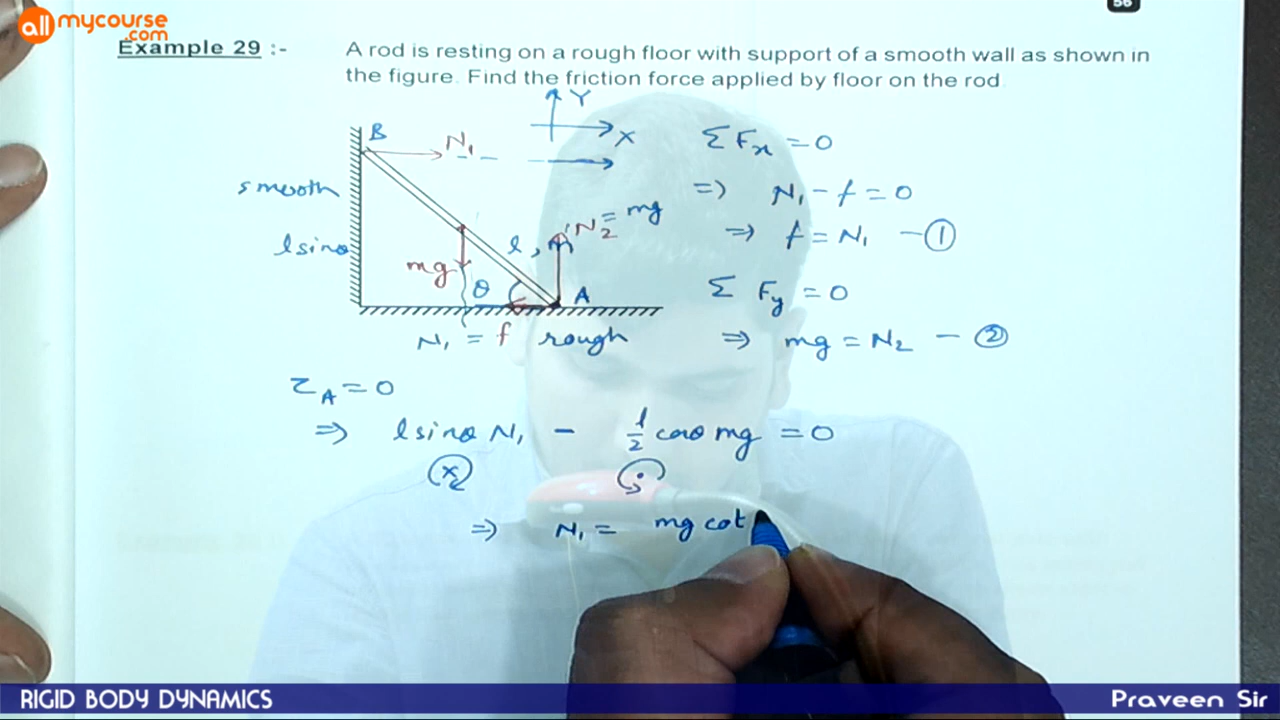 allmycourse.com
56
Example 29 :- A rod is resting on a rough floor with support of a smooth wall as shown in
the figure. Find the friction force applied by floor on the rod
Y
X
B
N₁
smooth
l sinθ
mg
θ
l,
N₂ = mg
A
N₁ = f rough
Σ Fx = 0
⇒ N₁ - f = 0
⇒ f = N₁ — ①
Σ Fy = 0
⇒ mg = N₂ — ②
τA = 0
⇒ l sinθ N₁ - l/2 cosθ mg = 0
⇒ N₁ = mg cot
RIGID BODY DYNAMICS
Praveen Sir